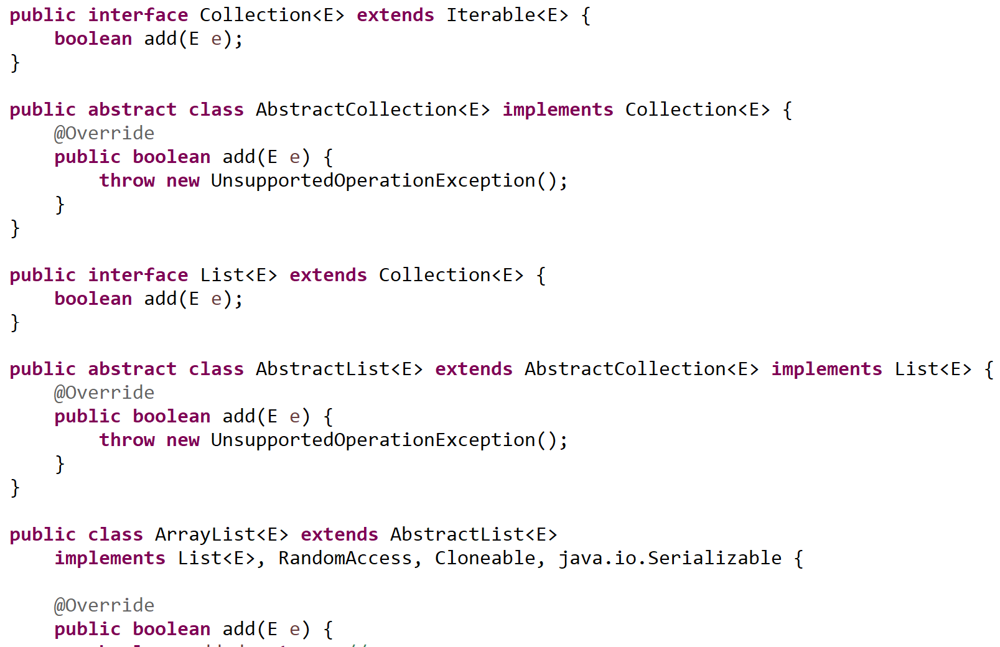 public interface Collection<E> extends Iterable<E> {
    boolean add(E e);
}

public abstract class AbstractCollection<E> implements Collection<E> {
    @Override
    public boolean add(E e) {
        throw new UnsupportedOperationException();
    }
}

public interface List<E> extends Collection<E> {
    boolean add(E e);
}

public abstract class AbstractList<E> extends AbstractCollection<E> implements List<E> {
    @Override
    public boolean add(E e) {
        throw new UnsupportedOperationException();
    }
}

public class ArrayList<E> extends AbstractList<E>
    implements List<E>, RandomAccess, Cloneable, java.io.Serializable {

    @Override
    public boolean add(E e) {